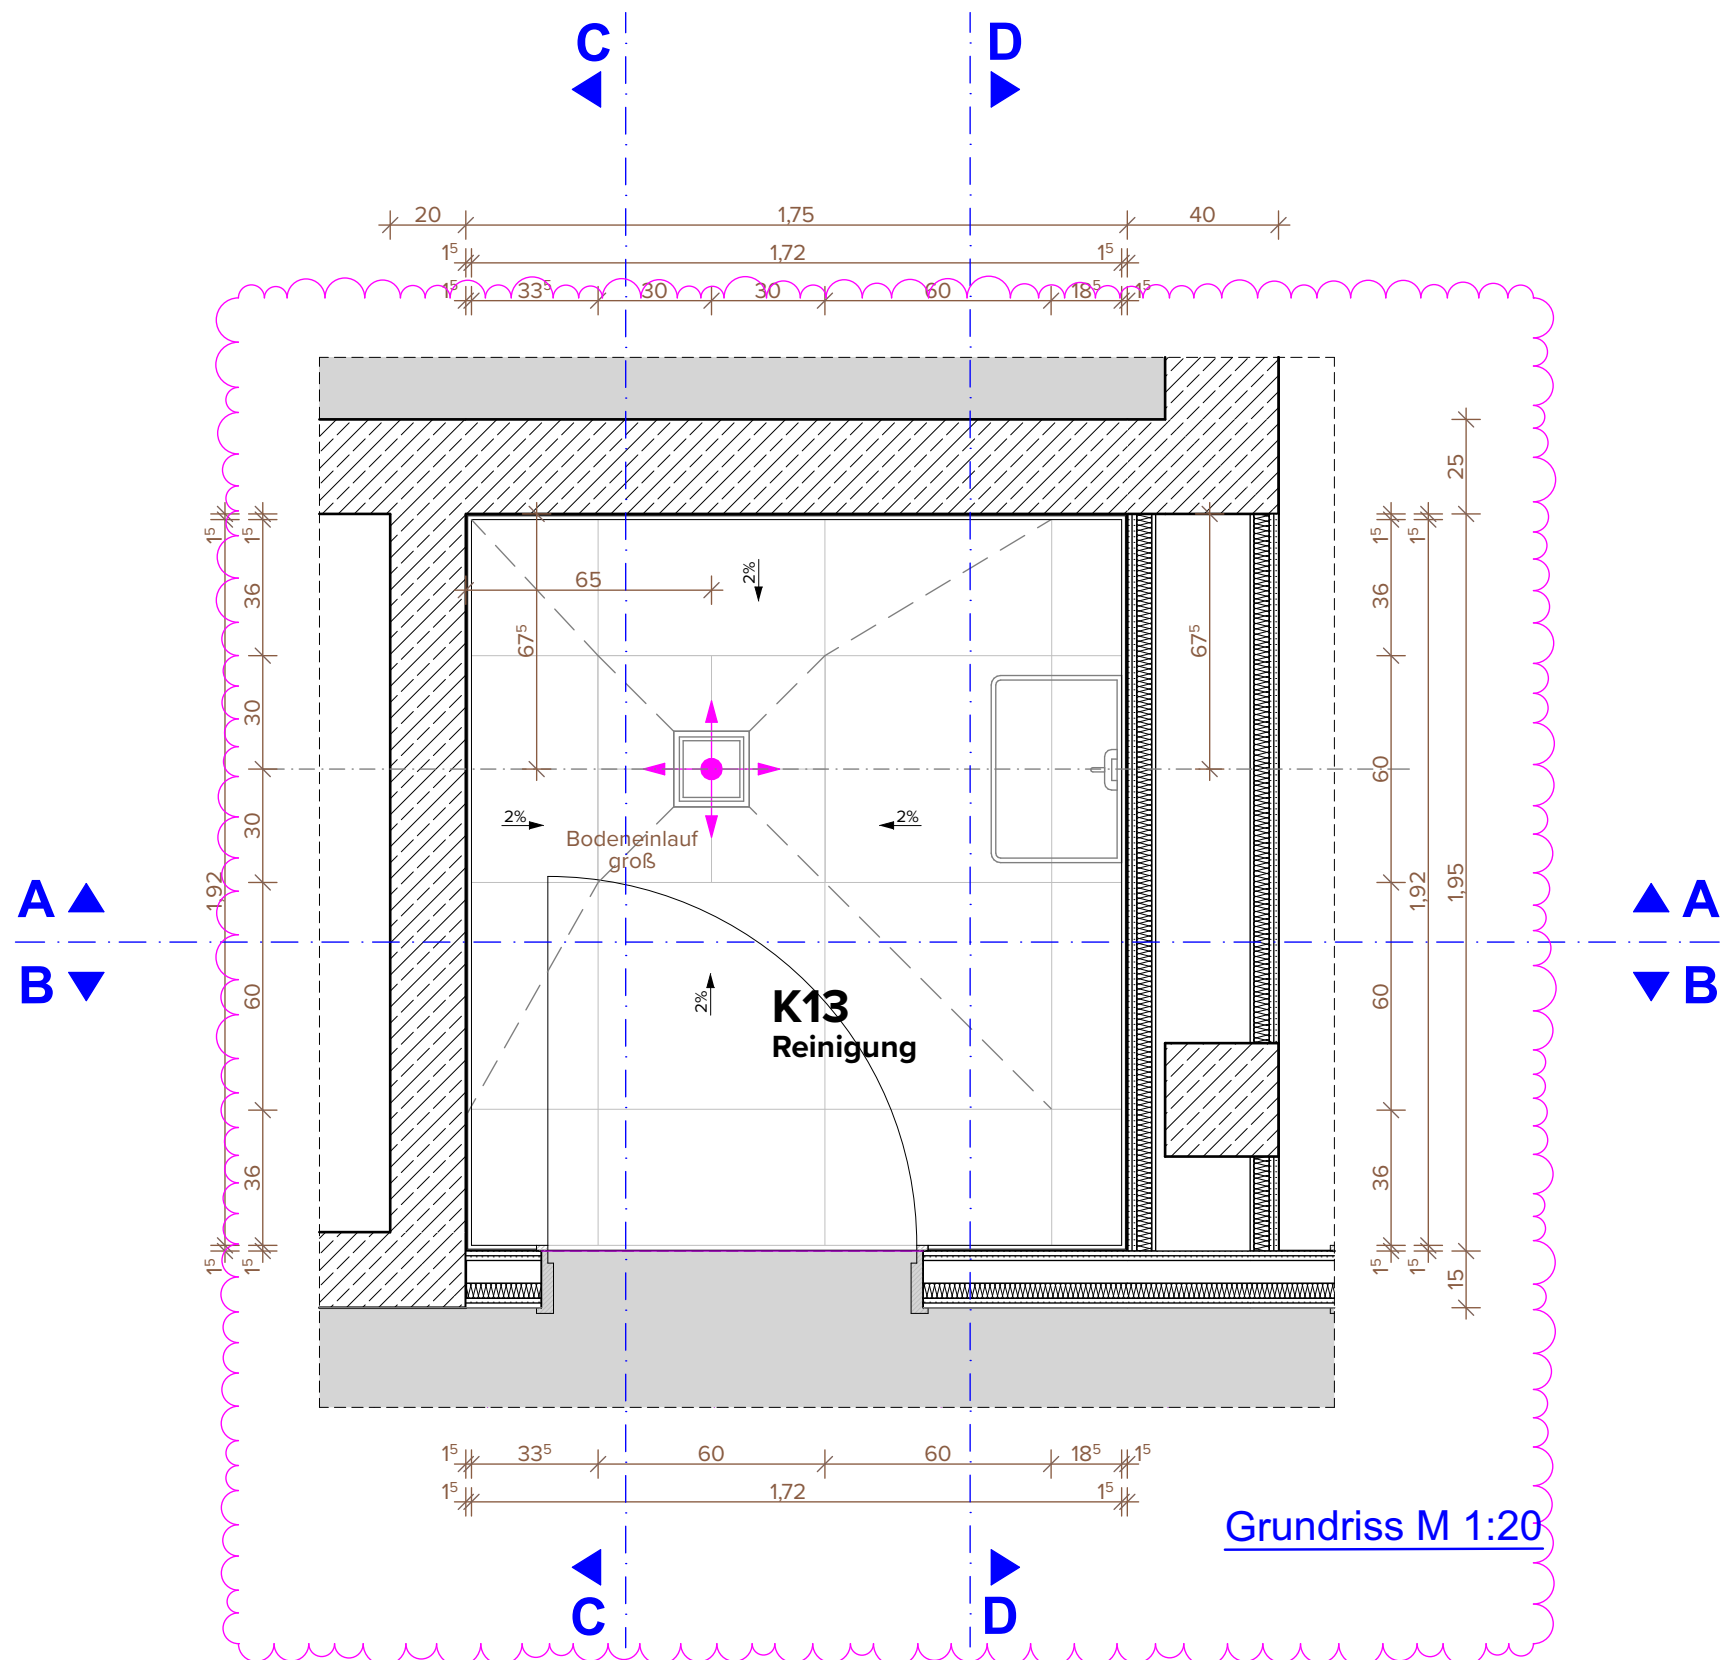 C D
20 1,75 40
1⁵ 1,72 1⁵
1⁵ 33⁵ 30 30 60 18⁵ 1⁵
25
1⁵ 1⁵ 1⁵ 1⁵
65 2%
36 67⁵ 67⁵ 36
30
60
2% 2%
30
Bodeneinlauf
groß
1,92 1,92 1,95
A A
B B
60 2% 60
K13
Reinigung
36 36
1⁵ 1⁵ 1⁵ 1⁵ 15
1⁵ 33⁵ 60 60 18⁵ 1⁵
1⁵ 1,72 1⁵
Grundriss M 1:20
C D